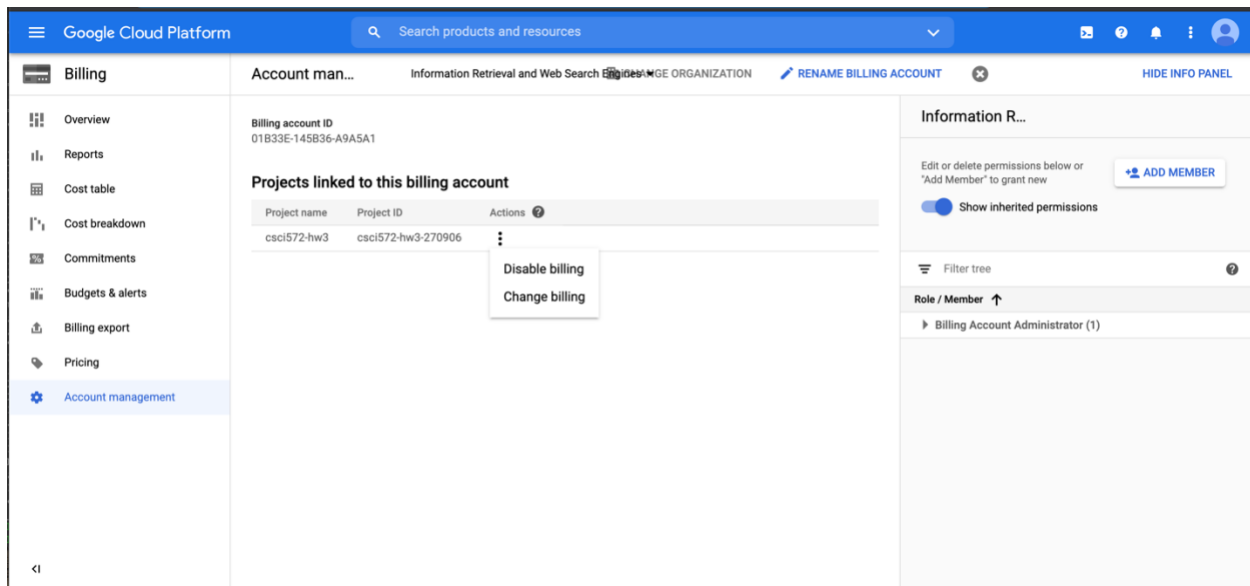 Google Cloud Platform
Search products and resources
Billing
Account man...
Information Retrieval and Web Search Engines
CHANGE ORGANIZATION
RENAME BILLING ACCOUNT
HIDE INFO PANEL
Overview
Reports
Cost table
Cost breakdown
Commitments
Budgets & alerts
Billing export
Pricing
Account management
Billing account ID
01B33E-145B36-A9A5A1
Projects linked to this billing account
Project name Project ID Actions
csci572-hw3 csci572-hw3-270906
Disable billing
Change billing
Information R...
Edit or delete permissions below or
"Add Member" to grant new
ADD MEMBER
Show inherited permissions
Filter tree
Role / Member
Billing Account Administrator (1)